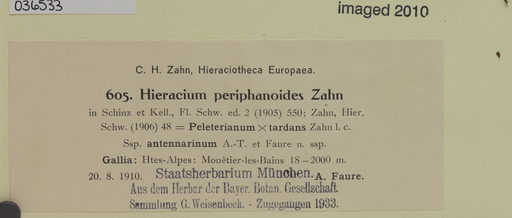 036533
imaged 2010
C. H. Zahn, Hieraciotheca Europaea.
605. Hieracium periphanoides Zahn
in Schinz et Kell., Fl. Schw. ed. 2 (1905) 550; Zahn, Hier.
Schw. (1906) 48 = Peleterianum × tardans Zahn l. c.
Ssp. antennarinum A.-T. et Faure n. ssp.
Gallia: Htes-Alpes: Monêtier-les-Bains 18—2000 m.
20. 8. 1910. Staatsherbarium München. A. Faure.
Aus dem Herbar der Bayer. Botan. Gesellschaft.
Sammlung G. Weisenbeck. - Zugegangen 1933.